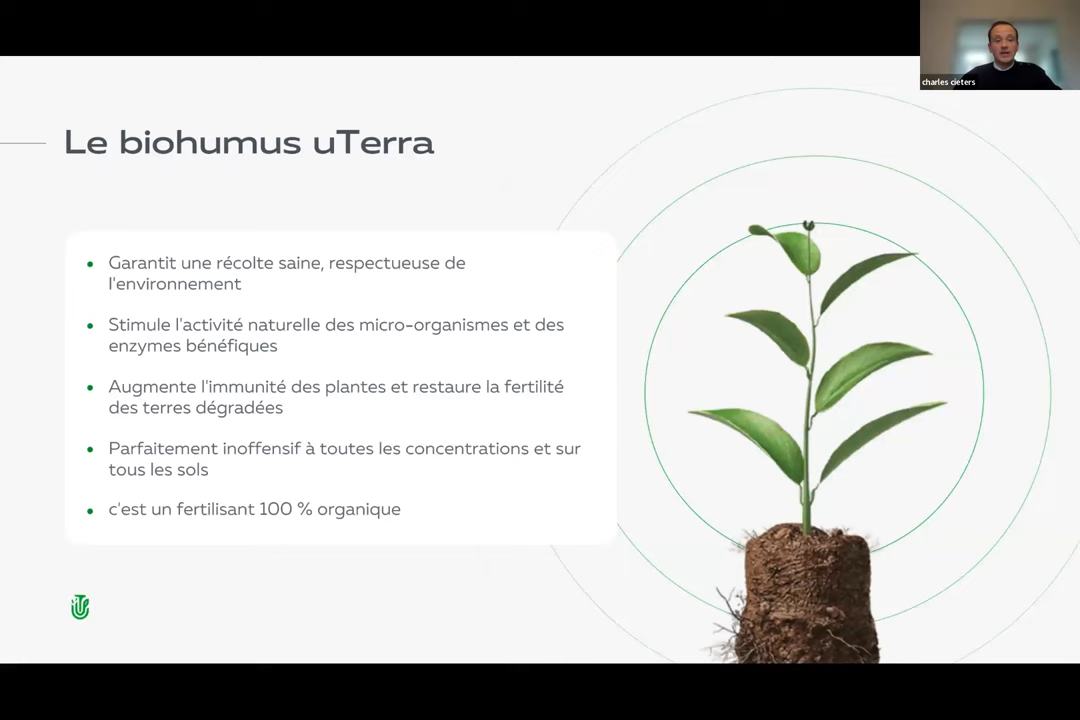 charles cieters
Le biohumus uTerra
Garantit une récolte saine, respectueuse de
l'environnement
Stimule l'activité naturelle des micro-organismes et des
enzymes bénéfiques
Augmente l'immunité des plantes et restaure la fertilité
des terres dégradées
Parfaitement inoffensif à toutes les concentrations et sur
tous les sols
c'est un fertilisant 100 % organique